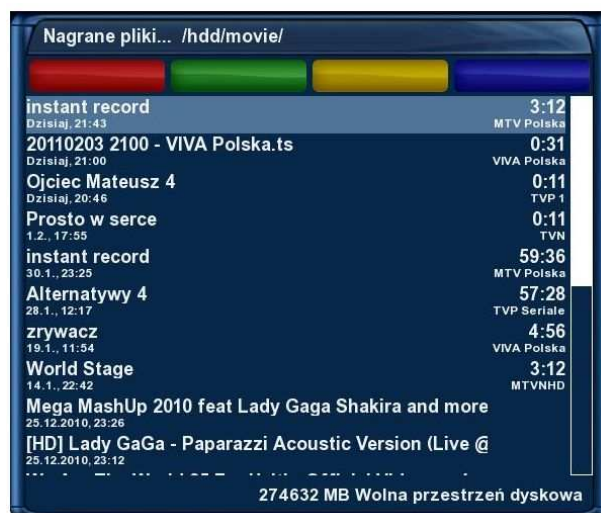 Nagrane pliki... /hdd/movie/
instant record 3:12
Dzisiaj, 21:43 MTV Polska
20110203 2100 - VIVA Polska.ts 0:31
Dzisiaj, 21:00 VIVA Polska
Ojciec Mateusz 4 0:11
Dzisiaj, 20:46 TVP 1
Prosto w serce 0:11
1.2., 17:55 TVN
instant record 59:36
30.1., 23:25 MTV Polska
Alternatywy 4 57:28
28.1., 12:17 TVP Seriale
zrywacz 4:56
19.1., 11:54 VIVA Polska
World Stage 3:12
14.1., 22:42 MTVNHD
Mega MashUp 2010 feat Lady Gaga Shakira and more
25.12.2010, 23:26
[HD] Lady GaGa - Paparazzi Acoustic Version (Live @
25.12.2010, 23:12
274632 MB Wolna przestrzeń dyskowa